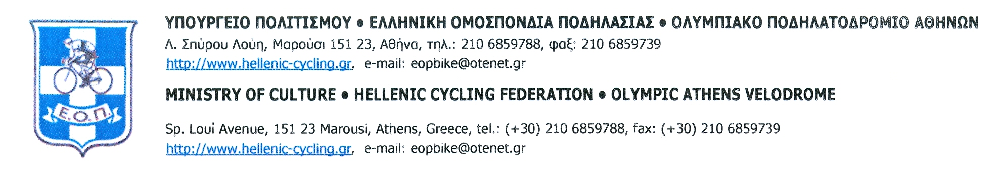 ΥΠΟΥΡΓΕΙΟ ΠΟΛΙΤΙΣΜΟΥ • ΕΛΛΗΝΙΚΗ ΟΜΟΣΠΟΝΔΙΑ ΠΟΔΗΛΑΣΙΑΣ • ΟΛΥΜΠΙΑΚΟ ΠΟΔΗΛΑΤΟΔΡΟΜΙΟ ΑΘΗΝΩΝ
Λ. Σπύρου Λούη, Μαρούσι 151 23, Αθήνα, τηλ.: 210 6859788, φαξ: 210 6859739
http://www.hellenic-cycling.gr, e-mail: eopbike@otenet.gr
MINISTRY OF CULTURE • HELLENIC CYCLING FEDERATION • OLYMPIC ATHENS VELODROME
Sp. Loui Avenue, 151 23 Marousi, Athens, Greece, tel.: (+30) 210 6859788, fax: (+30) 210 6859739
http://www.hellenic-cycling.gr, e-mail: eopbike@otenet.gr
Ε.Ο.Π.